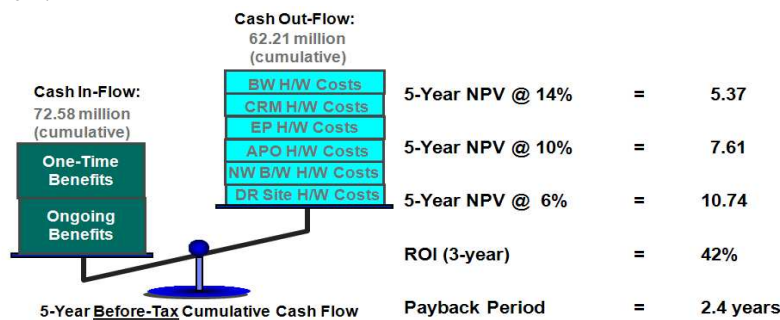 Cash Out-Flow:
62.21 million
(cumulative)
Cash In-Flow:
72.58 million
(cumulative)
One-Time
Benefits
Ongoing
Benefits
BW H/W Costs
CRM H/W Costs
EP H/W Costs
APO H/W Costs
NW B/W H/W Costs
DR Site H/W Costs
5-Year Before-Tax Cumulative Cash Flow
5-Year NPV @ 14% = 5.37
5-Year NPV @ 10% = 7.61
5-Year NPV @ 6% = 10.74
ROI (3-year) = 42%
Payback Period = 2.4 years